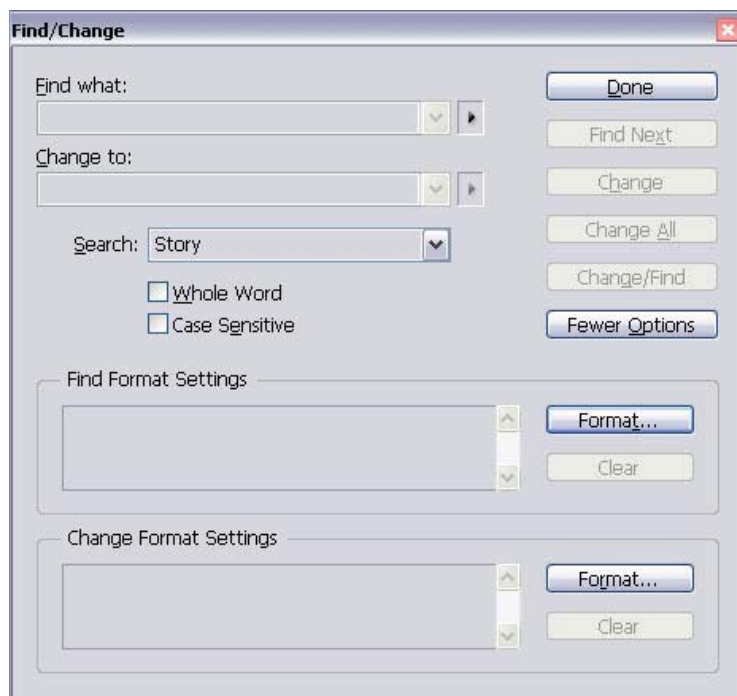 Find/Change
Find what:
Done
Find Next
Change to:
Change
Search: Story
Change All
Whole Word
Change/Find
Case Sensitive
Fewer Options
Find Format Settings
Format...
Clear
Change Format Settings
Format...
Clear